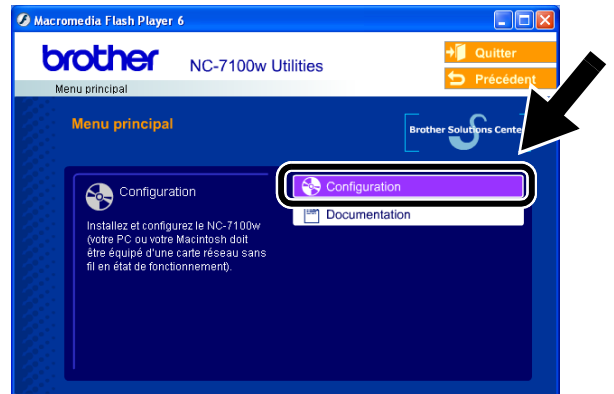 Macromedia Flash Player 6
brother
NC-7100w Utilities
Quitter
Précédent
Menu principal
Menu principal
Brother Solutions Cente
Configuration
Installez et configurez le NC-7100w
(votre PC ou votre Macintosh doit
être équipé d'une carte réseau sans
fil en état de fonctionnement).
Configuration
Documentation